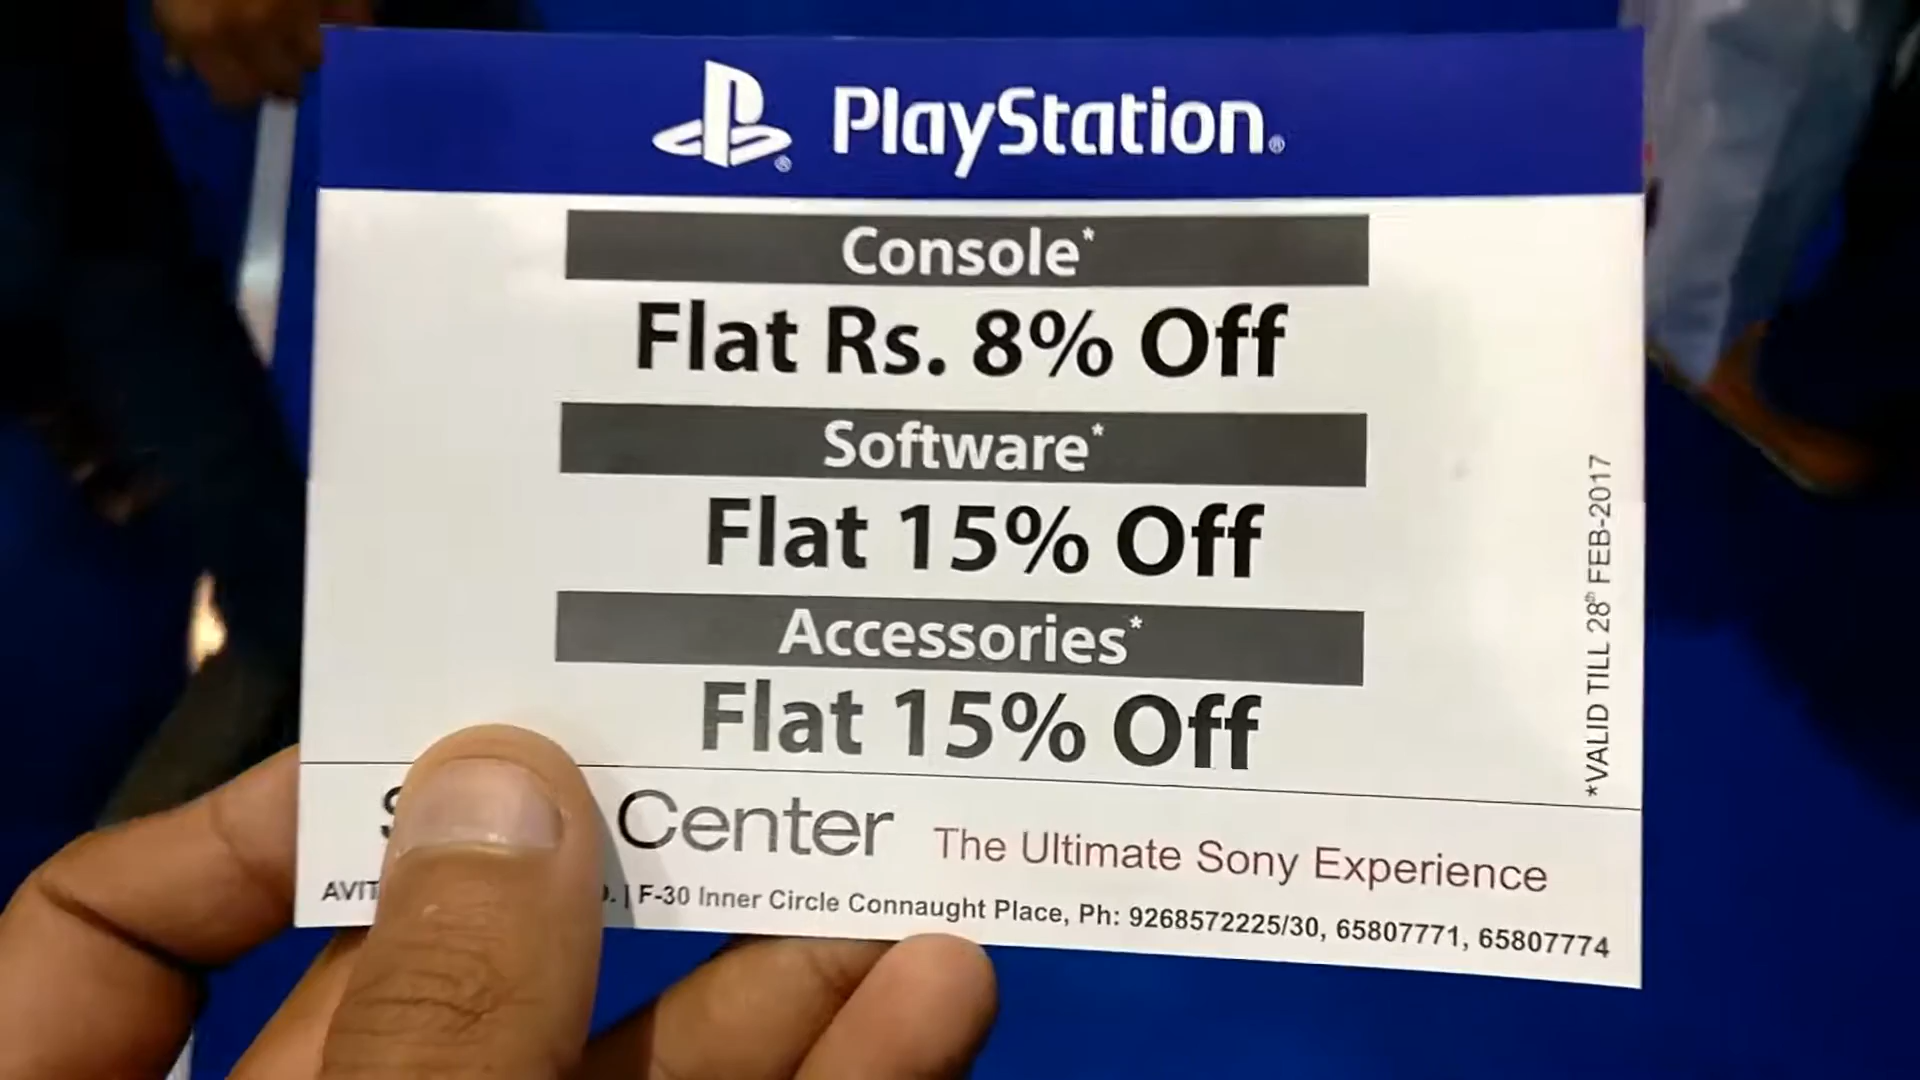 PlayStation®
Console*
Flat Rs. 8% Off
Software*
Flat 15% Off
Accessories*
Flat 15% Off
*VALID TILL 28th FEB-2017
Center The Ultimate Sony Experience
| F-30 Inner Circle Connaught Place, Ph: 9268572225/30, 65807771, 65807774